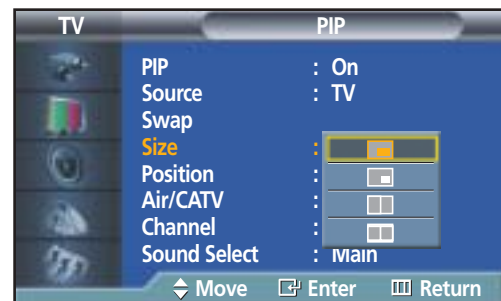 TV PIP
PIP : On
Source : TV
Swap
Size :
Position :
Air/CATV :
Channel :
Sound Select : Main
Move Enter Return